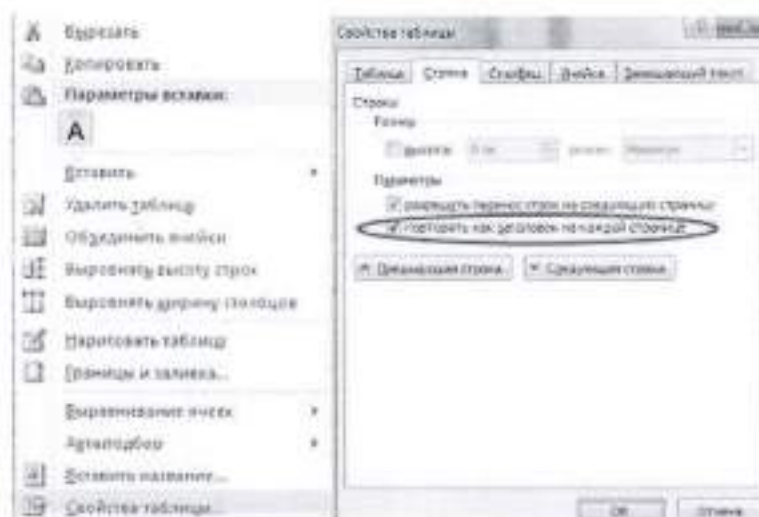 Вырезать
Копировать
Параметры вставки:
A
Вставить
Удалить таблицу
Объединить ячейки
Выровнять высоту строк
Выровнять ширину столбцов
Нарисовать таблицу
Границы и заливка...
Выравнивание ячеек
Автоподбор
Вставить название...
Свойства таблицы...
Свойства таблицы
Таблица Строка Столбец Ячейка Замещающий текст
Строки
Размер
высота: 0 см режим: Минимум
Параметры
разрешить перенос строк на следующую страницу
повторять как заголовок на каждой странице
Предыдущая строка Следующая строка
ОК Отмена